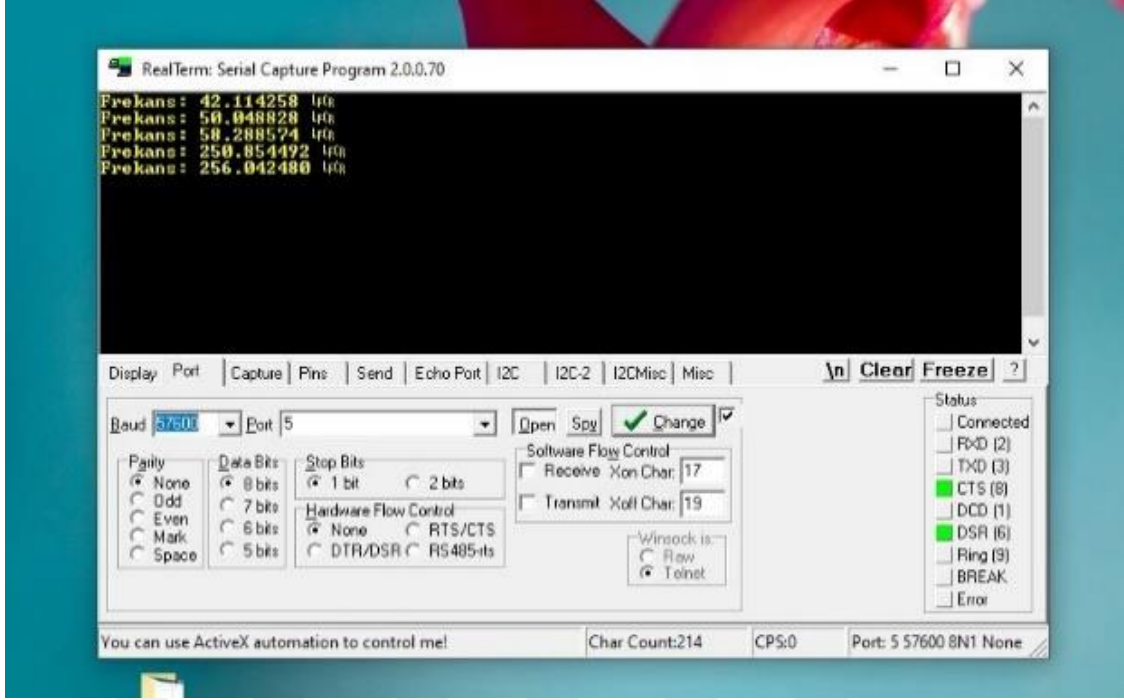 RealTerm: Serial Capture Program 2.0.0.70
Frekans: 42.114258 LFCR
Frekans: 50.048828 LFCR
Frekans: 58.288574 LFCR
Frekans: 250.854492 LFCR
Frekans: 256.042480 LFCR
Display Port Capture Pins Send Echo Port I2C I2C-2 I2CMisc Misc \n Clear Freeze ?
Baud 57600 Port 5 Open Spy Change
Parity
None
Odd
Even
Mark
Space
Data Bits
8 bits
7 bits
6 bits
5 bits
Stop Bits
1 bit 2 bits
Hardware Flow Control
None RTS/CTS
DTR/DSR RS485-rts
Software Flow Control
Receive Xon Char: 17
Transmit Xoff Char: 19
Winsock is:
Raw
Telnet
Status
Connected
RXD (2)
TXD (3)
CTS (8)
DCD (1)
DSR (6)
Ring (9)
BREAK
Error
You can use ActiveX automation to control me! Char Count:214 CPS:0 Port: 5 57600 8N1 None